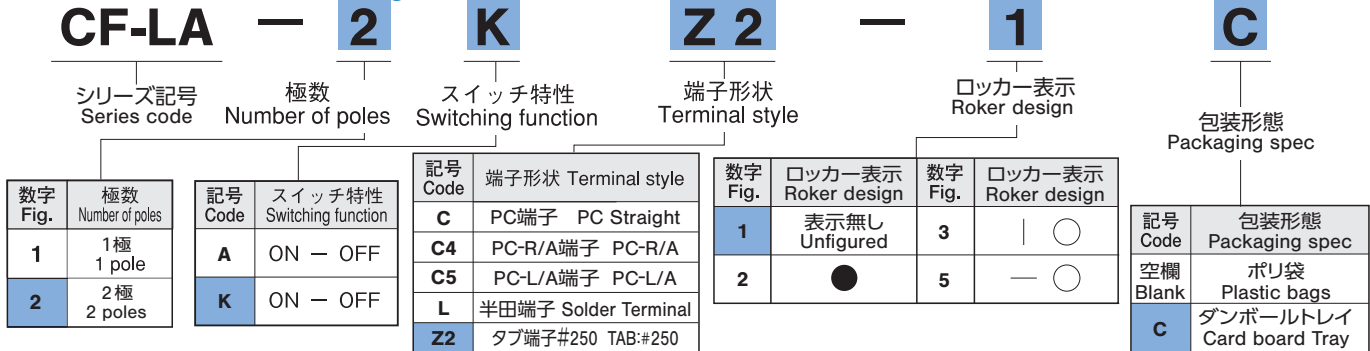 CF-LA — 2 K Z 2 — 1 C
シリーズ記号
Series code
極数
Number of poles
スイッチ特性
Switching function
端子形状
Terminal style
ロッカー表示
Roker design
包装形態
Packaging spec
数字 極数
Fig. Number of poles
1 1極
1 pole
2 2極
2 poles
記号 スイッチ特性
Code Switching function
A ON － OFF
K ON － OFF
記号 端子形状 Terminal style
Code
C PC端子 PC Straight
C4 PC-R/A端子 PC-R/A
C5 PC-L/A端子 PC-L/A
L 半田端子 Solder Terminal
Z2 タブ端子#250 TAB:#250
数字 ロッカー表示 数字 ロッカー表示
Fig. Roker design Fig. Roker design
1 表示無し 3 | ○
Unfigured
2 ● 5 — ○
記号 包装形態
Code Packaging spec
空欄 ポリ袋
Blank Plastic bags
C ダンボールトレイ
Card board Tray